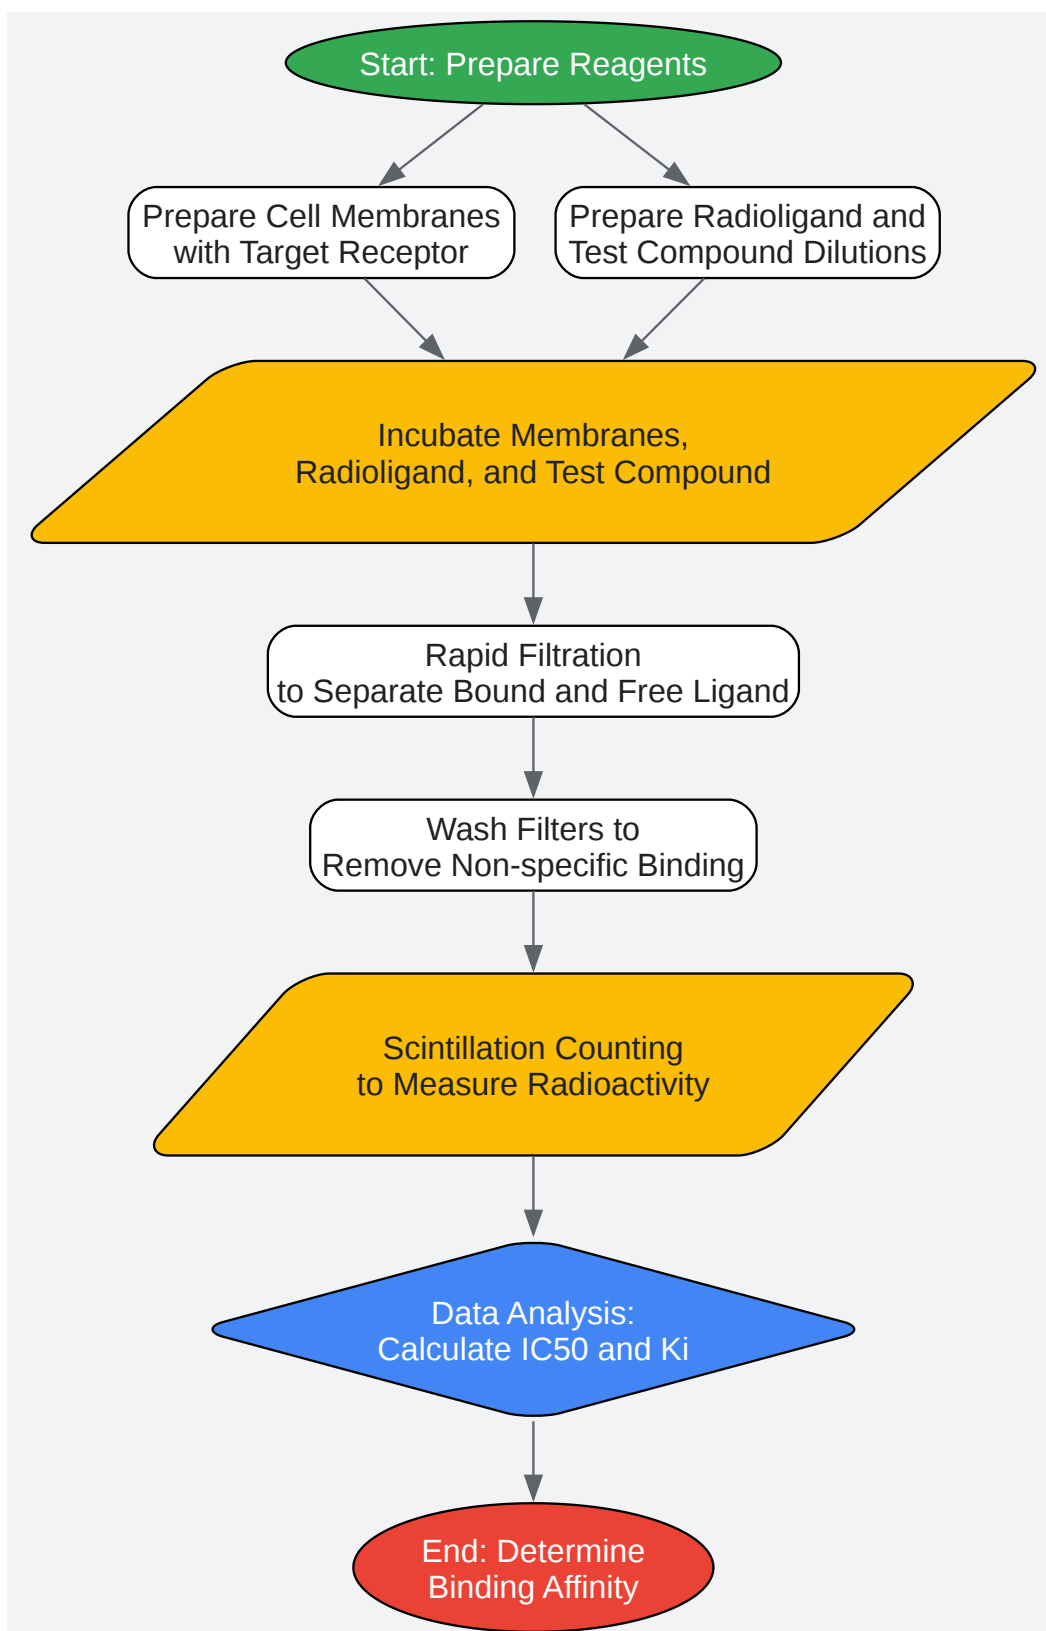 Start: Prepare Reagents
Prepare Cell Membranes
with Target Receptor
Prepare Radioligand and
Test Compound Dilutions
Incubate Membranes,
Radioligand, and Test Compound
Rapid Filtration
to Separate Bound and Free Ligand
Wash Filters to
Remove Non-specific Binding
Scintillation Counting
to Measure Radioactivity
Data Analysis:
Calculate IC50 and Ki
End: Determine
Binding Affinity